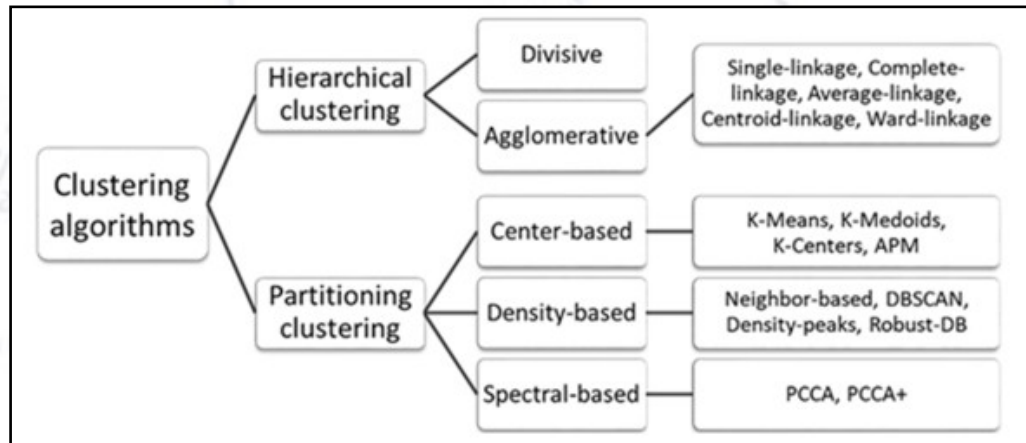 Clustering
algorithms
Hierarchical
clustering
Divisive
Agglomerative
Single-linkage, Complete-
linkage, Average-linkage,
Centroid-linkage, Ward-linkage
Partitioning
clustering
Center-based
K-Means, K-Medoids,
K-Centers, APM
Density-based
Neighbor-based, DBSCAN,
Density-peaks, Robust-DB
Spectral-based
PCCA, PCCA+